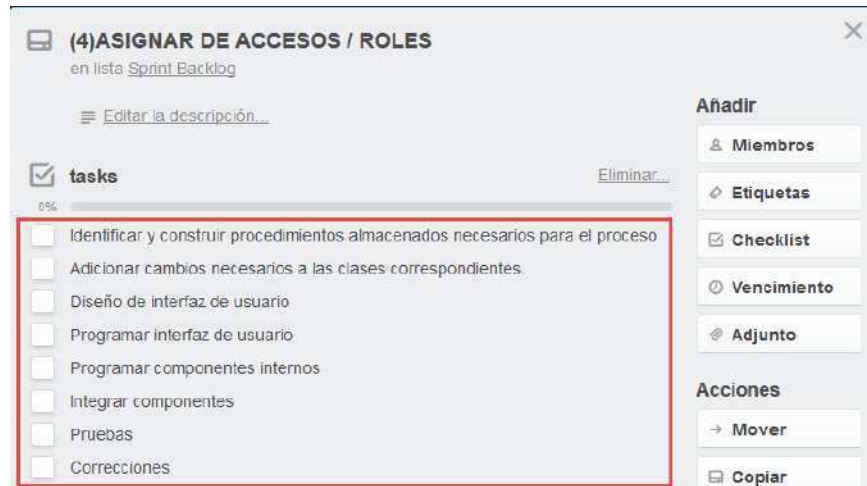 (4)ASIGNAR DE ACCESOS / ROLES
en lista Sprint Backlog
Editar la descripción...
tasks
Eliminar...
0%
Identificar y construir procedimientos almacenados necesarios para el proceso
Adicionar cambios necesarios a las clases correspondientes.
Diseño de interfaz de usuario
Programar interfaz de usuario
Programar componentes internos
Integrar componentes
Pruebas
Correcciones
Añadir
Miembros
Etiquetas
Checklist
Vencimiento
Adjunto
Acciones
Mover
Copiar